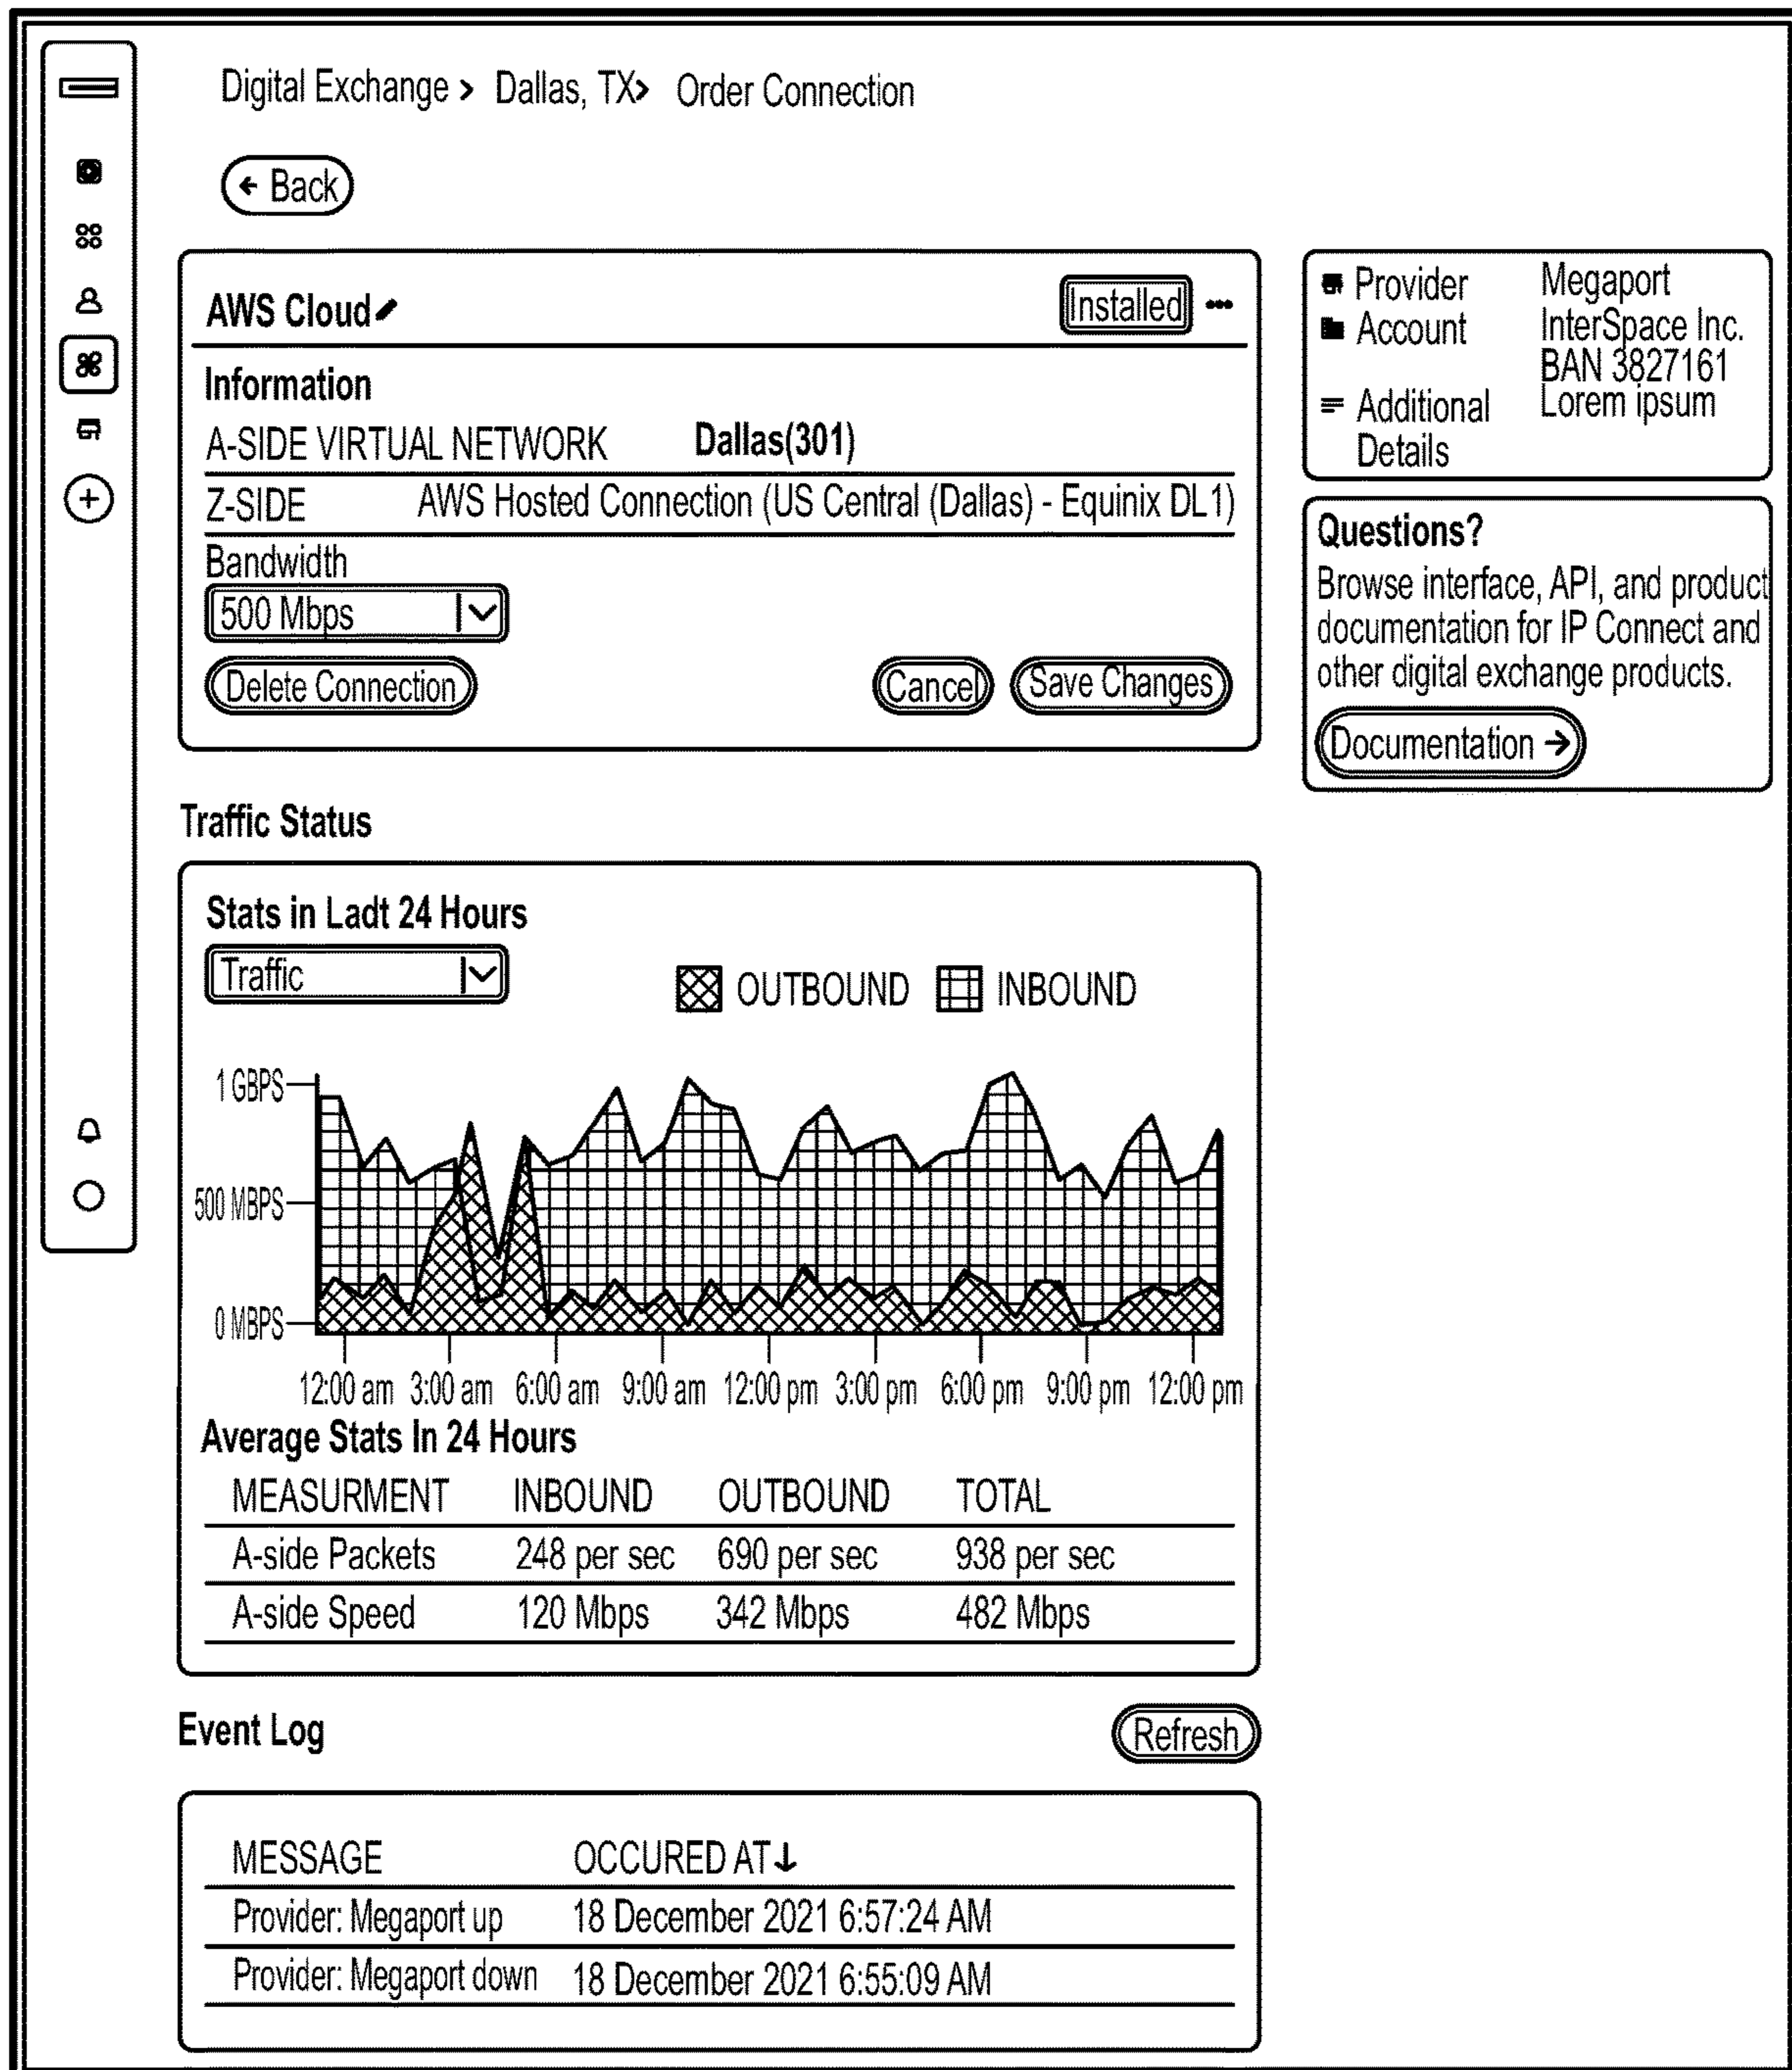 Digital Exchange > Dallas, TX> Order Connection
← Back
AWS Cloud
Installed •••
Information
A-SIDE VIRTUAL NETWORK Dallas(301)
Z-SIDE AWS Hosted Connection (US Central (Dallas) - Equinix DL1)
Bandwidth
500 Mbps
Delete Connection Cancel Save Changes
Provider Megaport
Account InterSpace Inc.
BAN 3827161
Additional Lorem ipsum
Details
Questions?
Browse interface, API, and product
documentation for IP Connect and
other digital exchange products.
Documentation →
Traffic Status
Stats in Ladt 24 Hours
Traffic
OUTBOUND INBOUND
1 GBPS
500 MBPS
0 MBPS
12:00 am 3:00 am 6:00 am 9:00 am 12:00 pm 3:00 pm 6:00 pm 9:00 pm 12:00 pm
Average Stats In 24 Hours
MEASURMENT INBOUND OUTBOUND TOTAL
A-side Packets 248 per sec 690 per sec 938 per sec
A-side Speed 120 Mbps 342 Mbps 482 Mbps
Event Log
Refresh
MESSAGE OCCURED AT↓
Provider: Megaport up 18 December 2021 6:57:24 AM
Provider: Megaport down 18 December 2021 6:55:09 AM